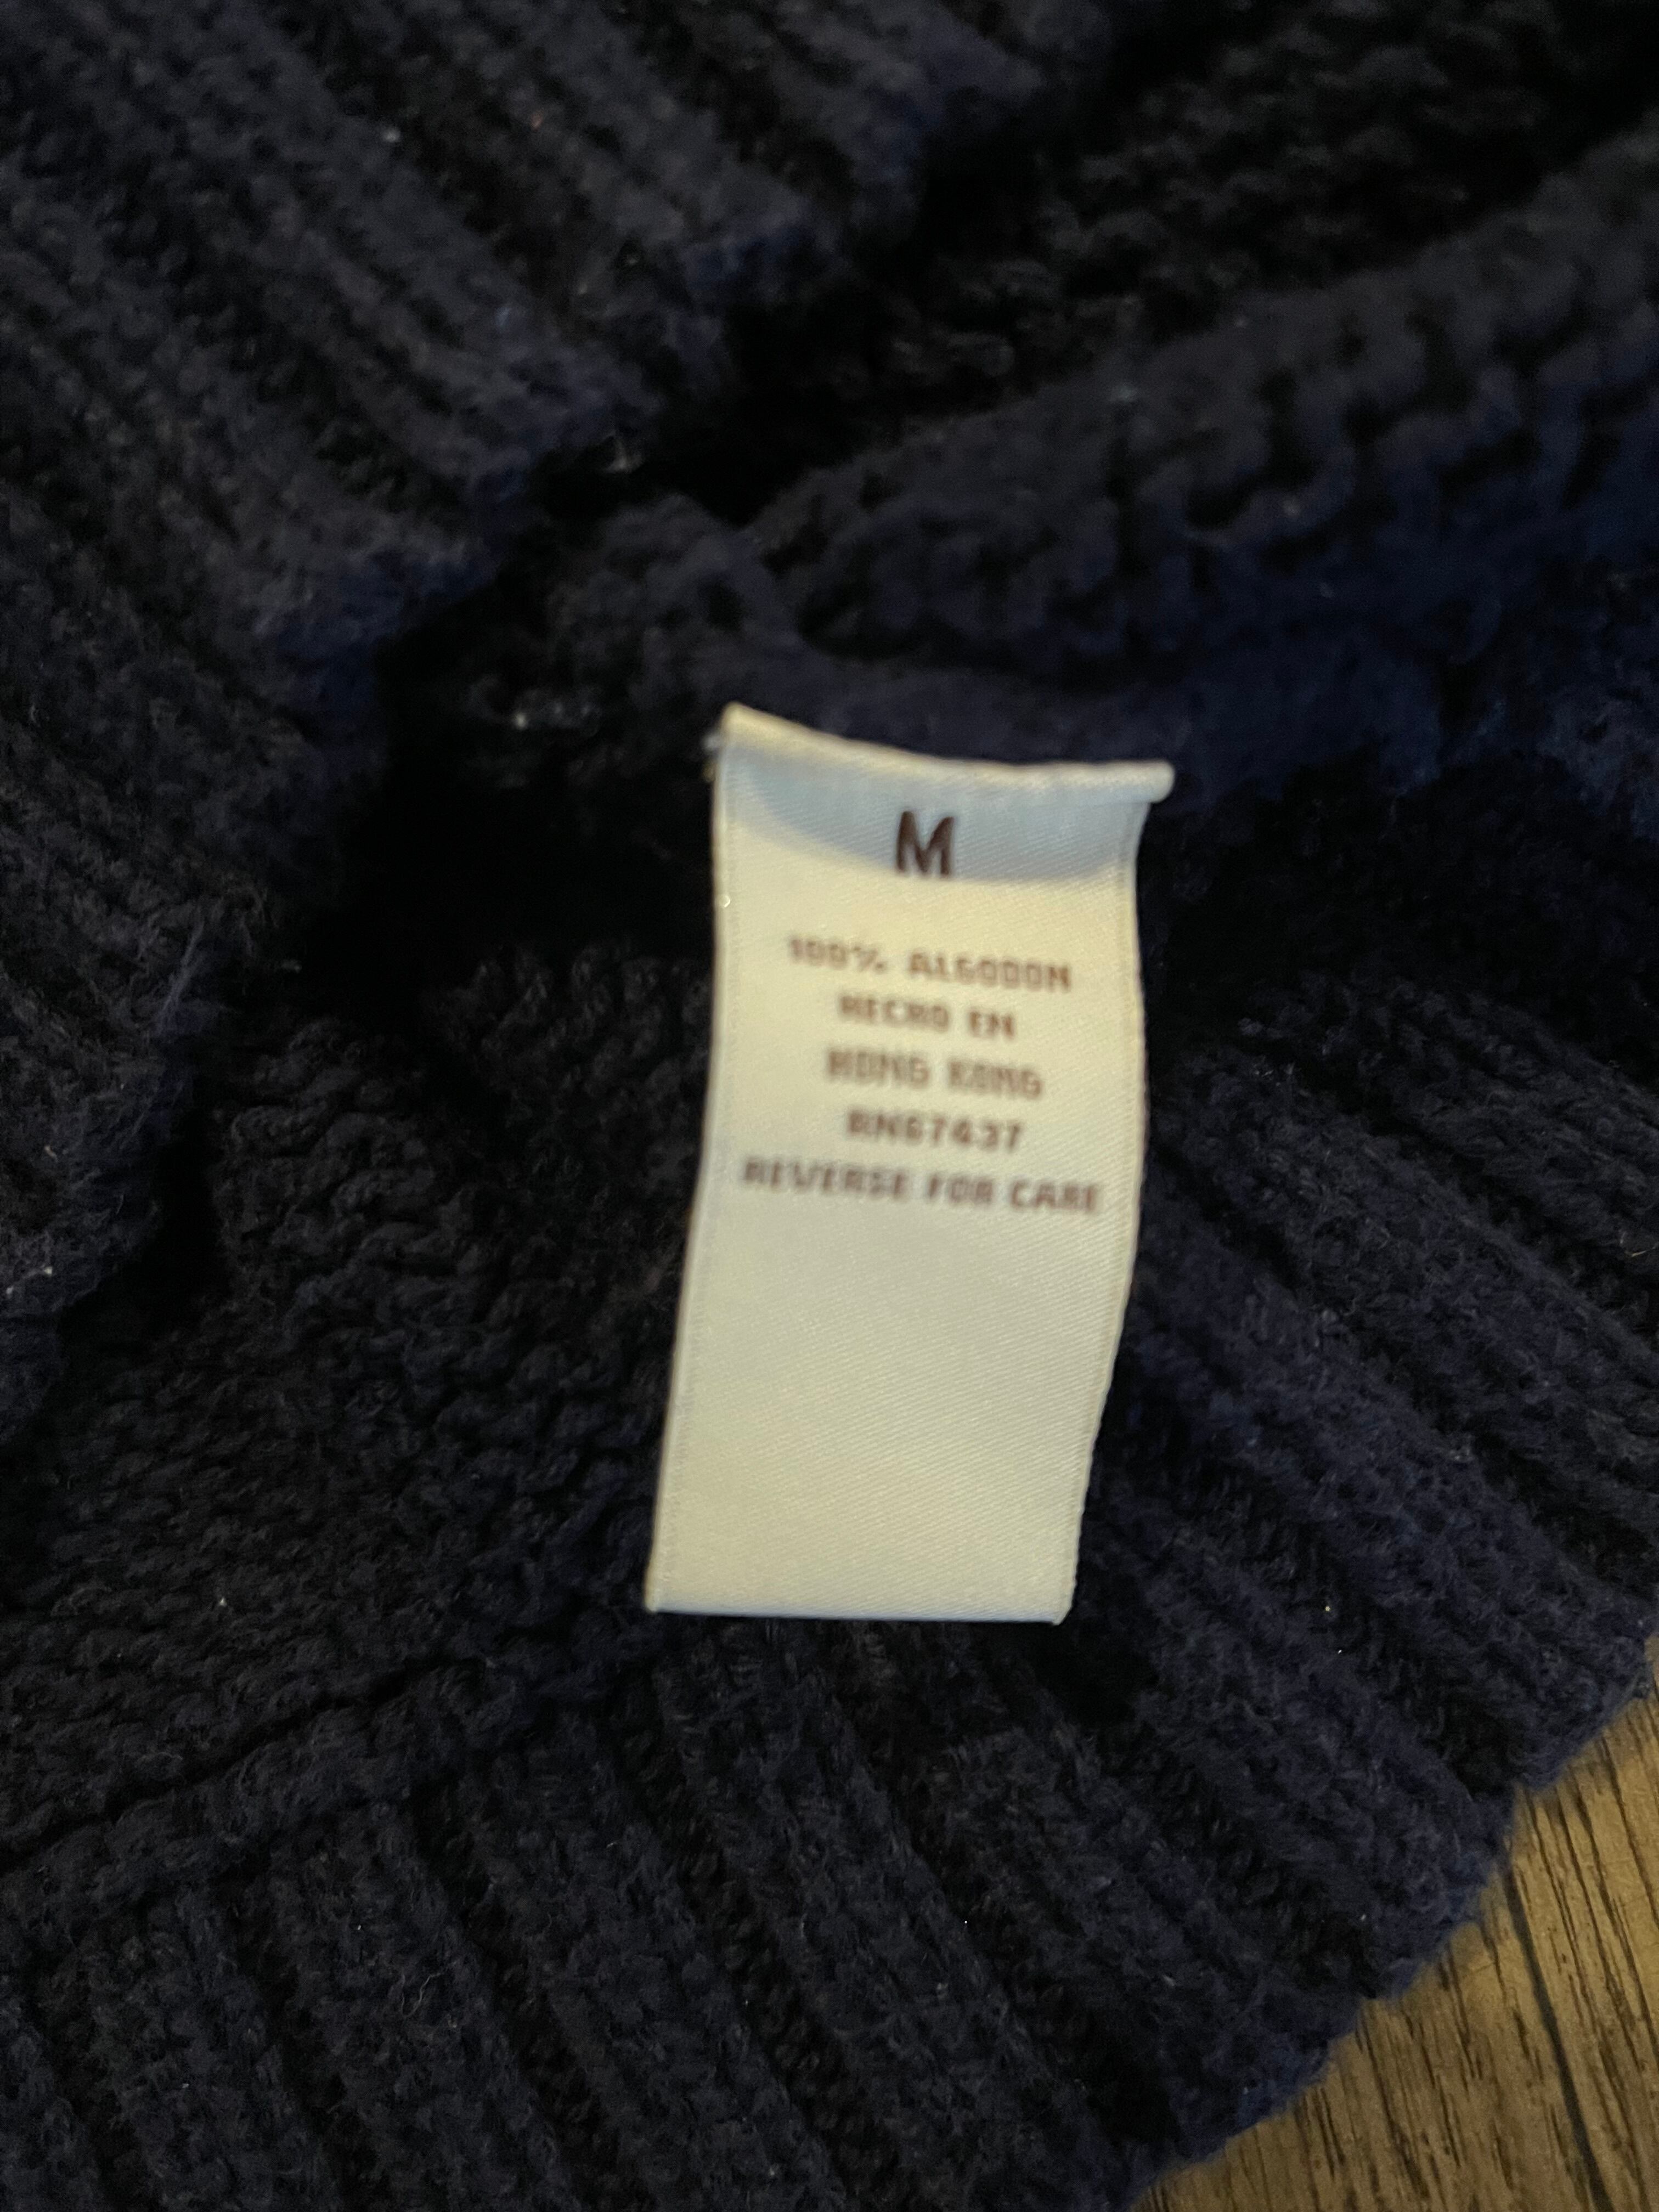 M
100% ALGODON
HECHO EN
HONG KONG
RN67437
REVERSE FOR CARE